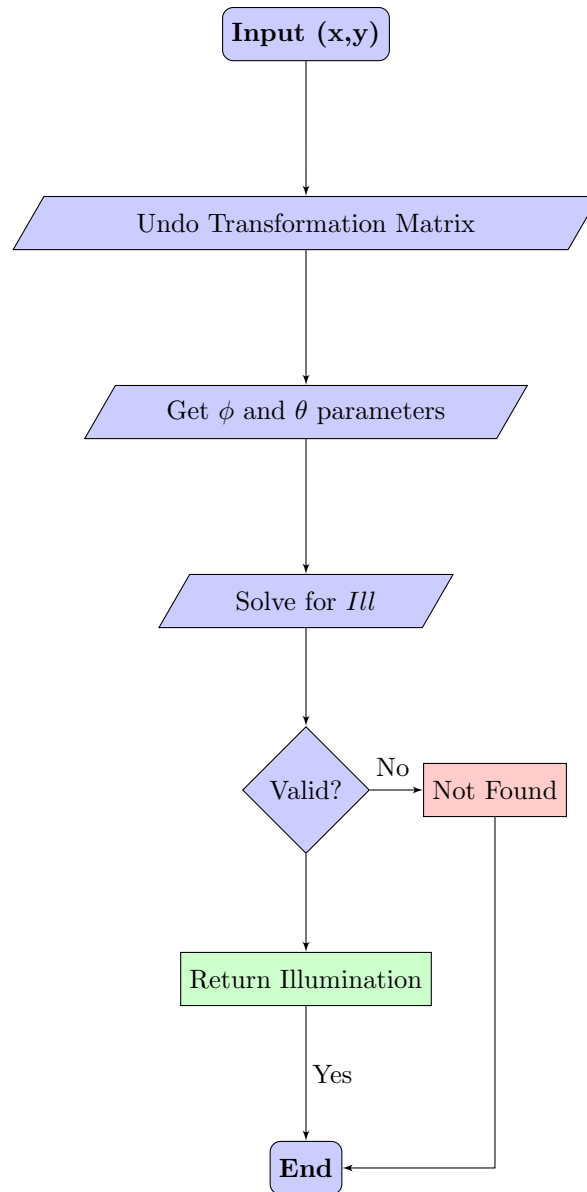 Input (x,y)
Undo Transformation Matrix
Get ϕ and θ parameters
Solve for Ill
Valid?
No
Not Found
Return Illumination
Yes
End